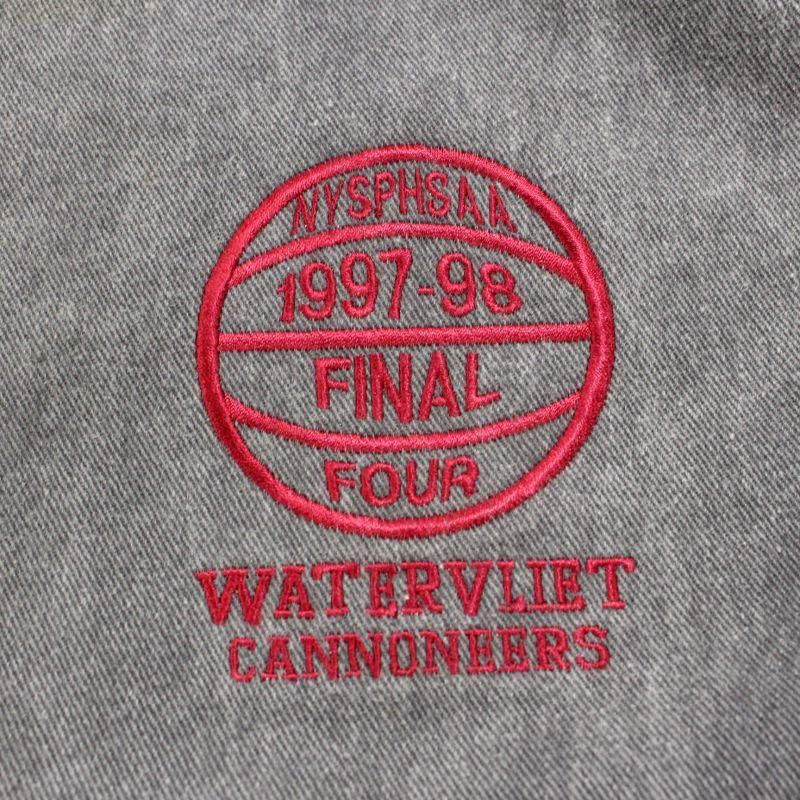 NYSPHSAA
1997-98
FINAL
FOUR
WATERVLIET
CANNONEERS